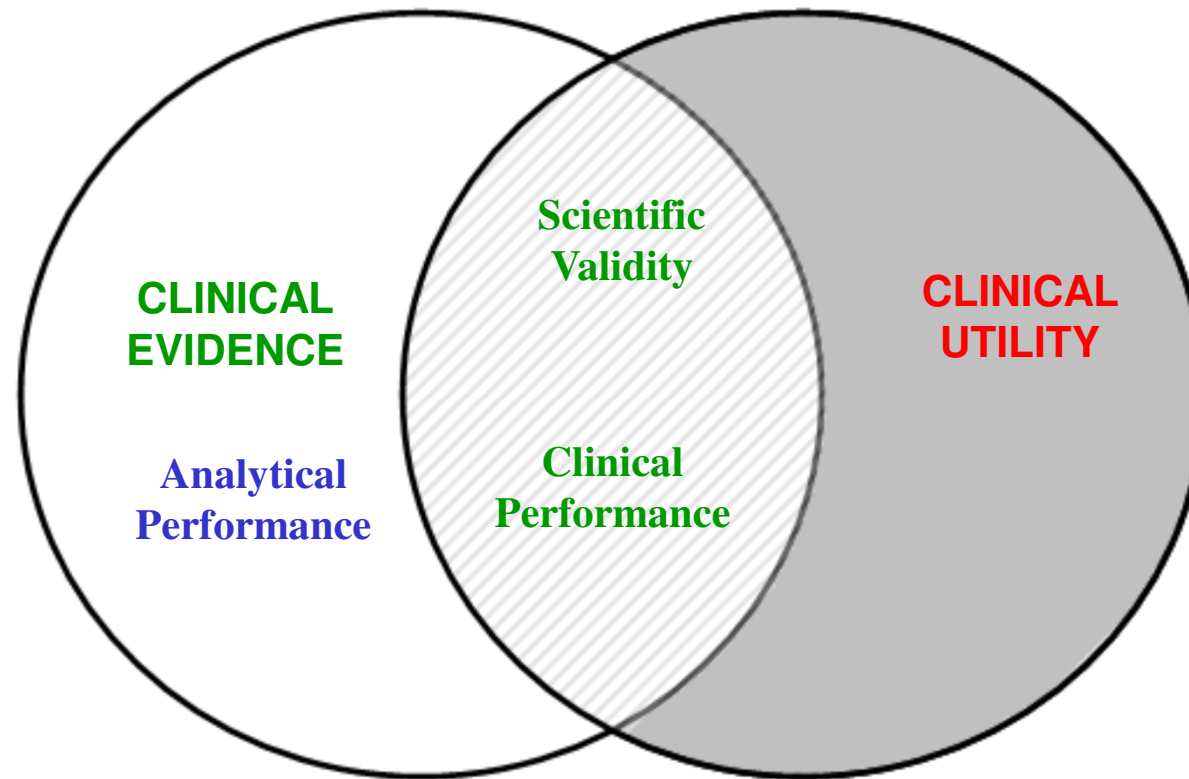 CLINICAL
EVIDENCE
Analytical
Performance
Scientific
Validity
Clinical
Performance
CLINICAL
UTILITY